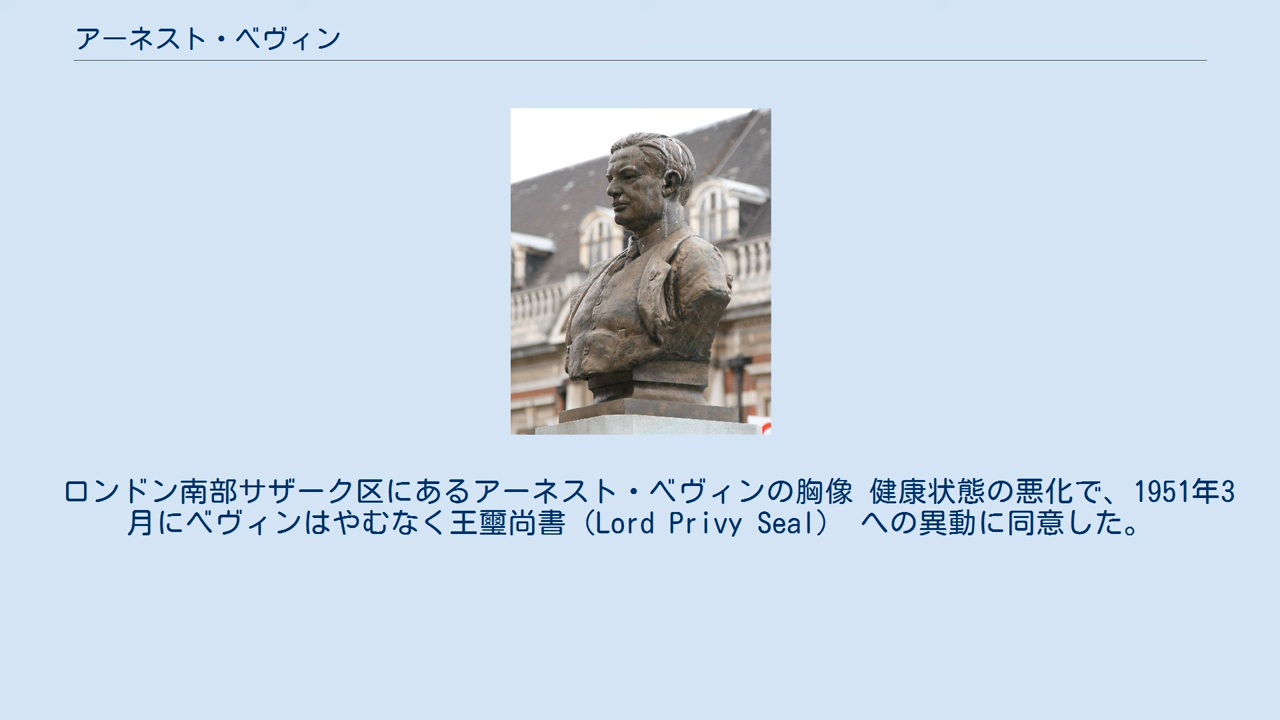 アーネスト・ベヴィン
ロンドン南部サザーク区にあるアーネスト・ベヴィンの胸像 健康状態の悪化で、1951年3
月にベヴィンはやむなく王璽尚書（Lord Privy Seal） への異動に同意した。